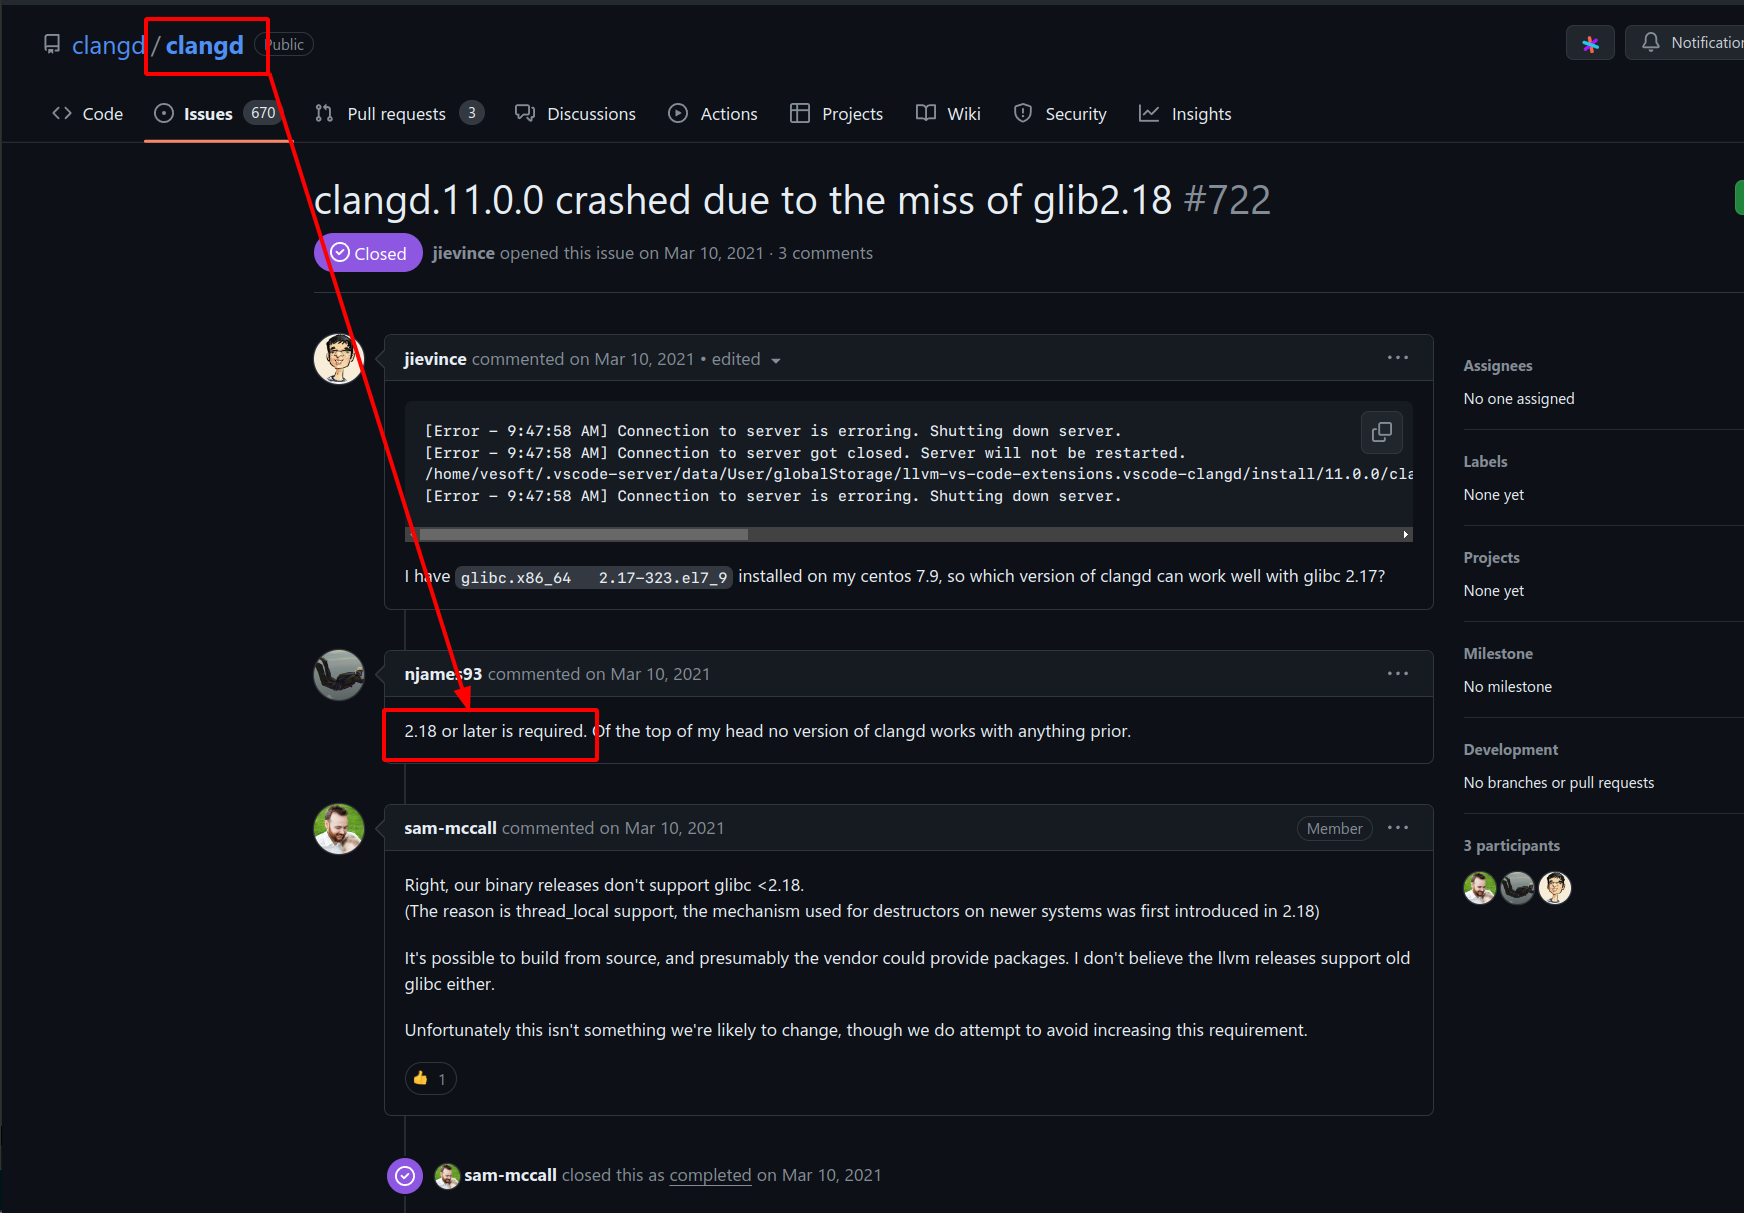 clangd / clangd Public
Notification
Code
Issues 670
Pull requests 3
Discussions
Actions
Projects
Wiki
Security
Insights
clangd.11.0.0 crashed due to the miss of glib2.18 #722
Closed jievince opened this issue on Mar 10, 2021 · 3 comments
jievince commented on Mar 10, 2021 • edited
[Error - 9:47:58 AM] Connection to server is erroring. Shutting down server.
[Error - 9:47:58 AM] Connection to server got closed. Server will not be restarted.
/home/vesoft/.vscode-server/data/User/globalStorage/llvm-vs-code-extensions.vscode-clangd/install/11.0.0/cla
[Error - 9:47:58 AM] Connection to server is erroring. Shutting down server.
I have glibc.x86_64   2.17-323.el7_9 installed on my centos 7.9, so which version of clangd can work well with glibc 2.17?
njames93 commented on Mar 10, 2021
2.18 or later is required. Of the top of my head no version of clangd works with anything prior.
sam-mccall commented on Mar 10, 2021
Member
Right, our binary releases don't support glibc <2.18.
(The reason is thread_local support, the mechanism used for destructors on newer systems was first introduced in 2.18)
It's possible to build from source, and presumably the vendor could provide packages. I don't believe the llvm releases support old
glibc either.
Unfortunately this isn't something we're likely to change, though we do attempt to avoid increasing this requirement.
👍 1
sam-mccall closed this as completed on Mar 10, 2021
Assignees
No one assigned
Labels
None yet
Projects
None yet
Milestone
No milestone
Development
No branches or pull requests
3 participants